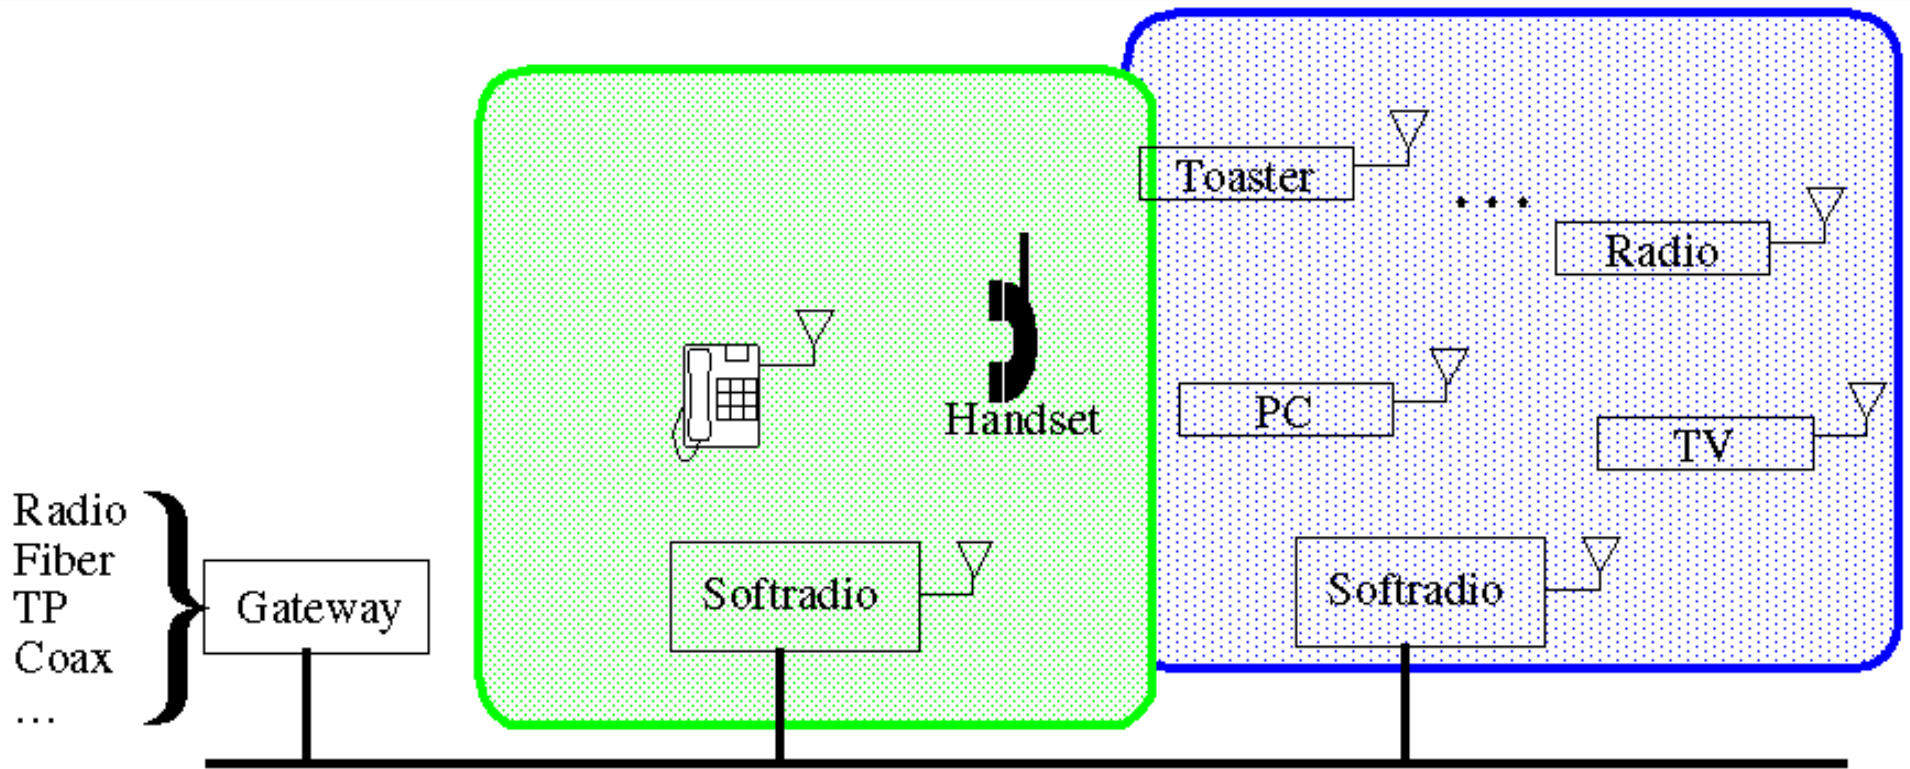 Radio
Fiber
TP
Coax
...
Gateway
Handset
Softradio
Toaster
. . .
Radio
PC
TV
Softradio